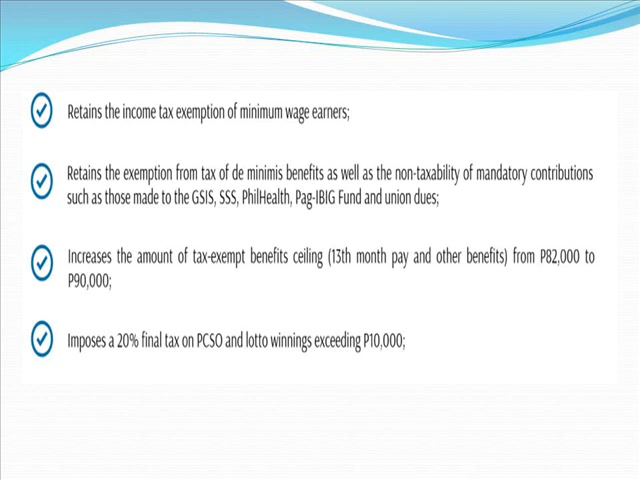 Retains the income tax exemption of minimum wage earners;
Retains the exemption from tax of de minimis benefits as well as the non-taxability of mandatory contributions
such as those made to the GSIS, SSS, PhilHealth, Pag-IBIG Fund and union dues;
Increases the amount of tax-exempt benefits ceiling (13th month pay and other benefits) from P82,000 to
P90,000;
Imposes a 20% final tax on PCSO and lotto winnings exceeding P10,000;